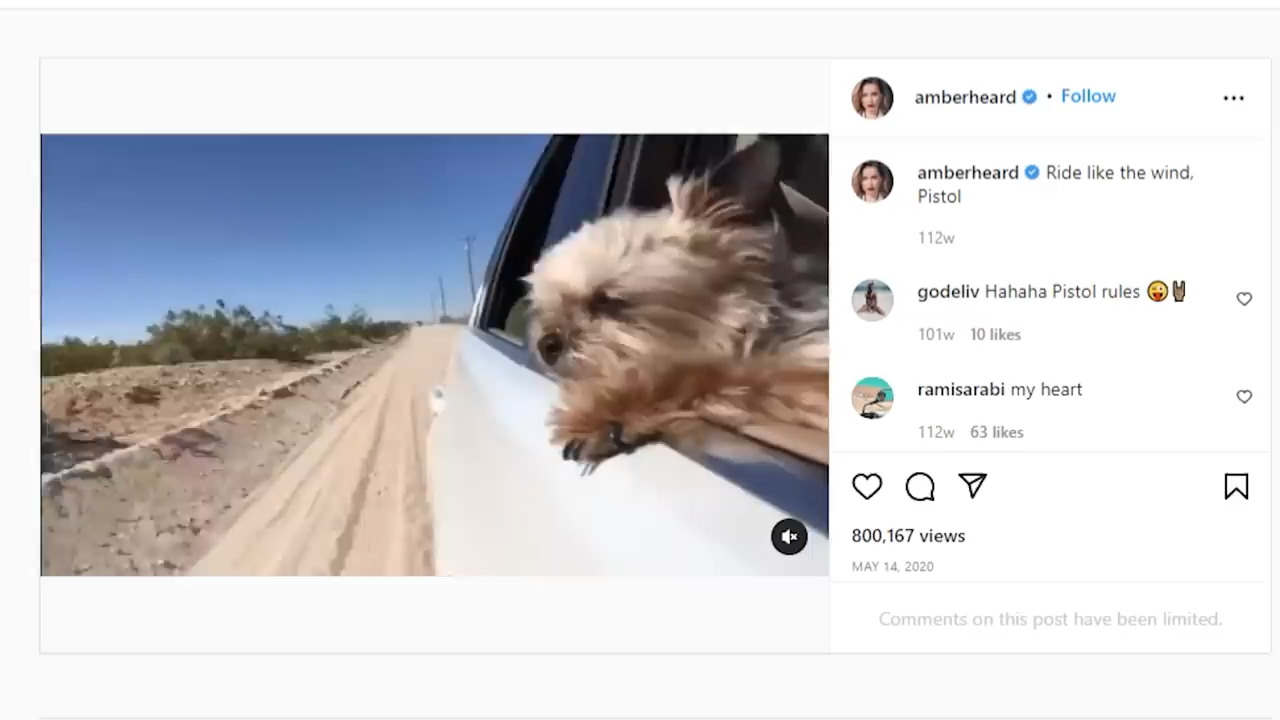 amberheard • Follow
amberheard Ride like the wind,
Pistol
112w
godeliv Hahaha Pistol rules 😜🤘🏽
101w 10 likes
ramisarabi my heart
112w 63 likes
800,167 views
MAY 14, 2020
Comments on this post have been limited.